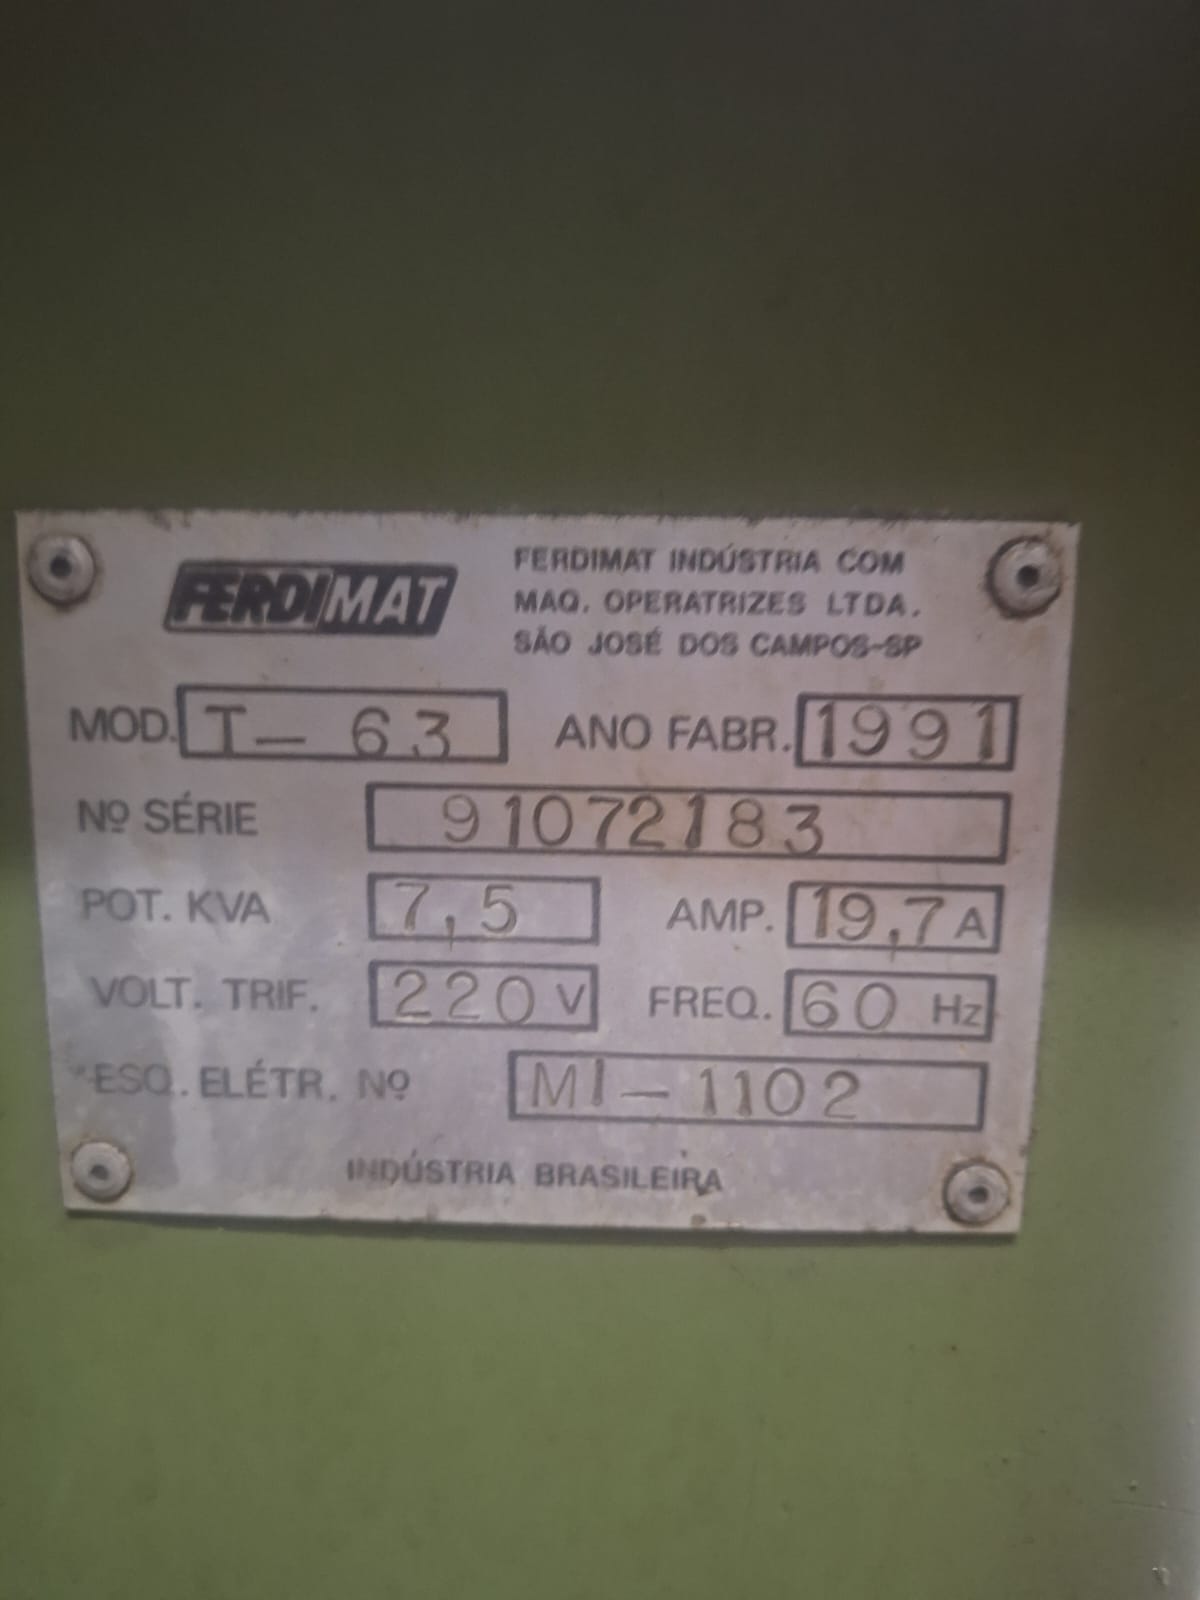 FERDIMAT
FERDIMAT INDÚSTRIA COM
MAQ. OPERATRIZES LTDA.
SÃO JOSÉ DOS CAMPOS-SP
MOD. T- 63 ANO FABR. 1991
Nº SÉRIE 91072183
POT. KVA 7,5 AMP. 19,7 A
VOLT. TRIF. 220 V FREQ. 60 Hz
ESQ. ELÉTR. Nº MI-1102
INDÚSTRIA BRASILEIRA